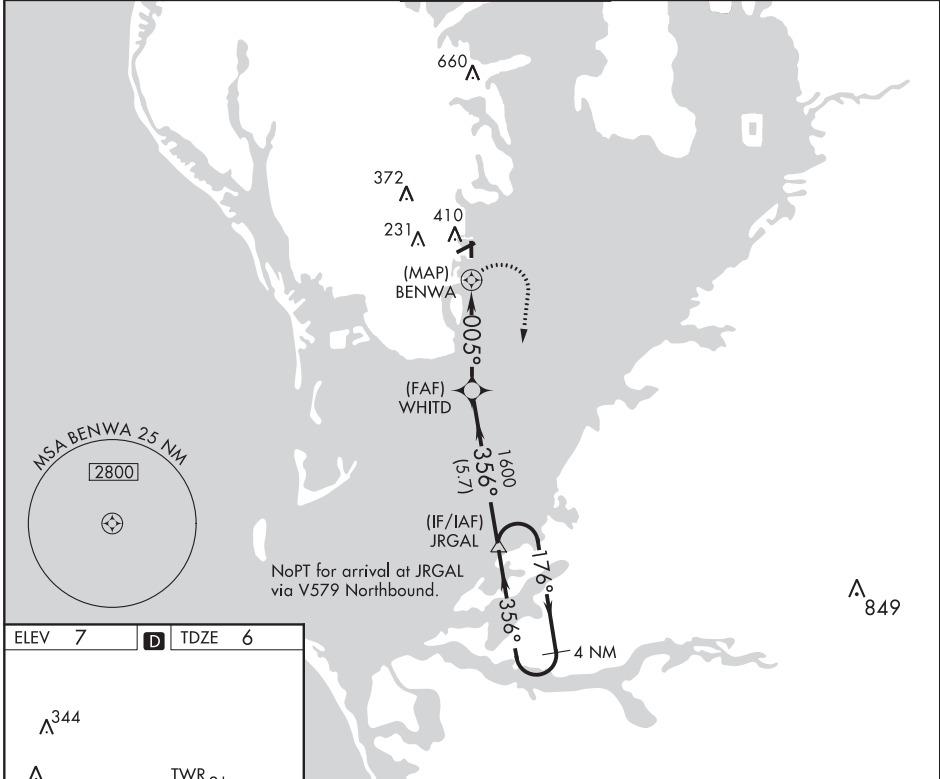 660
372
410
231
(MAP)
BENWA
005°
(FAF)
WHITD
MSA BENWA 25 NM
2800
1600
356°
(5.7)
(IF/IAF)
JRGAL
NoPT for arrival at JRGAL
via V579 Northbound.
176°
356°
4 NM
849
ELEV 7
D
TDZE 6
344
TWR